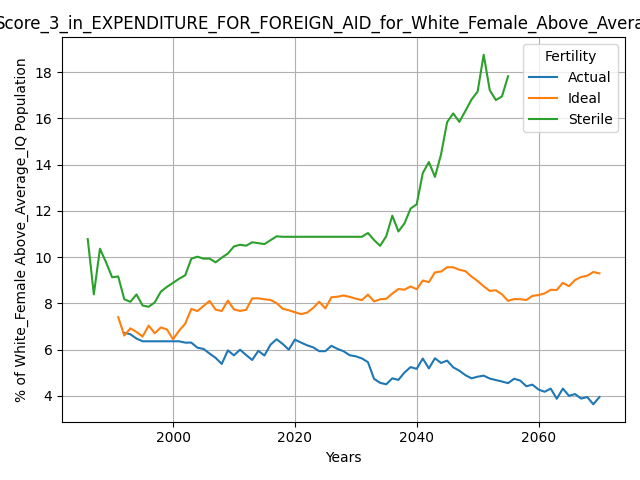 Score_3_in_EXPENDITURE_FOR_FOREIGN_AID_for_White_Female_Above_Avera
% of White_Female Above_Average_IQ Population
18
16
14
12
10
8
6
4
Fertility
Actual
Ideal
Sterile
2000 2020 2040 2060
Years